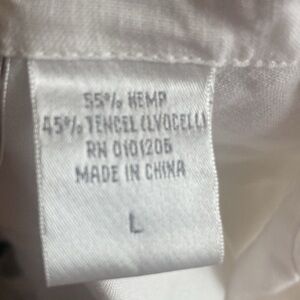 55% HEMP
45% TENCEL (LYOCELL)
RN 0101206
MADE IN CHINA
L